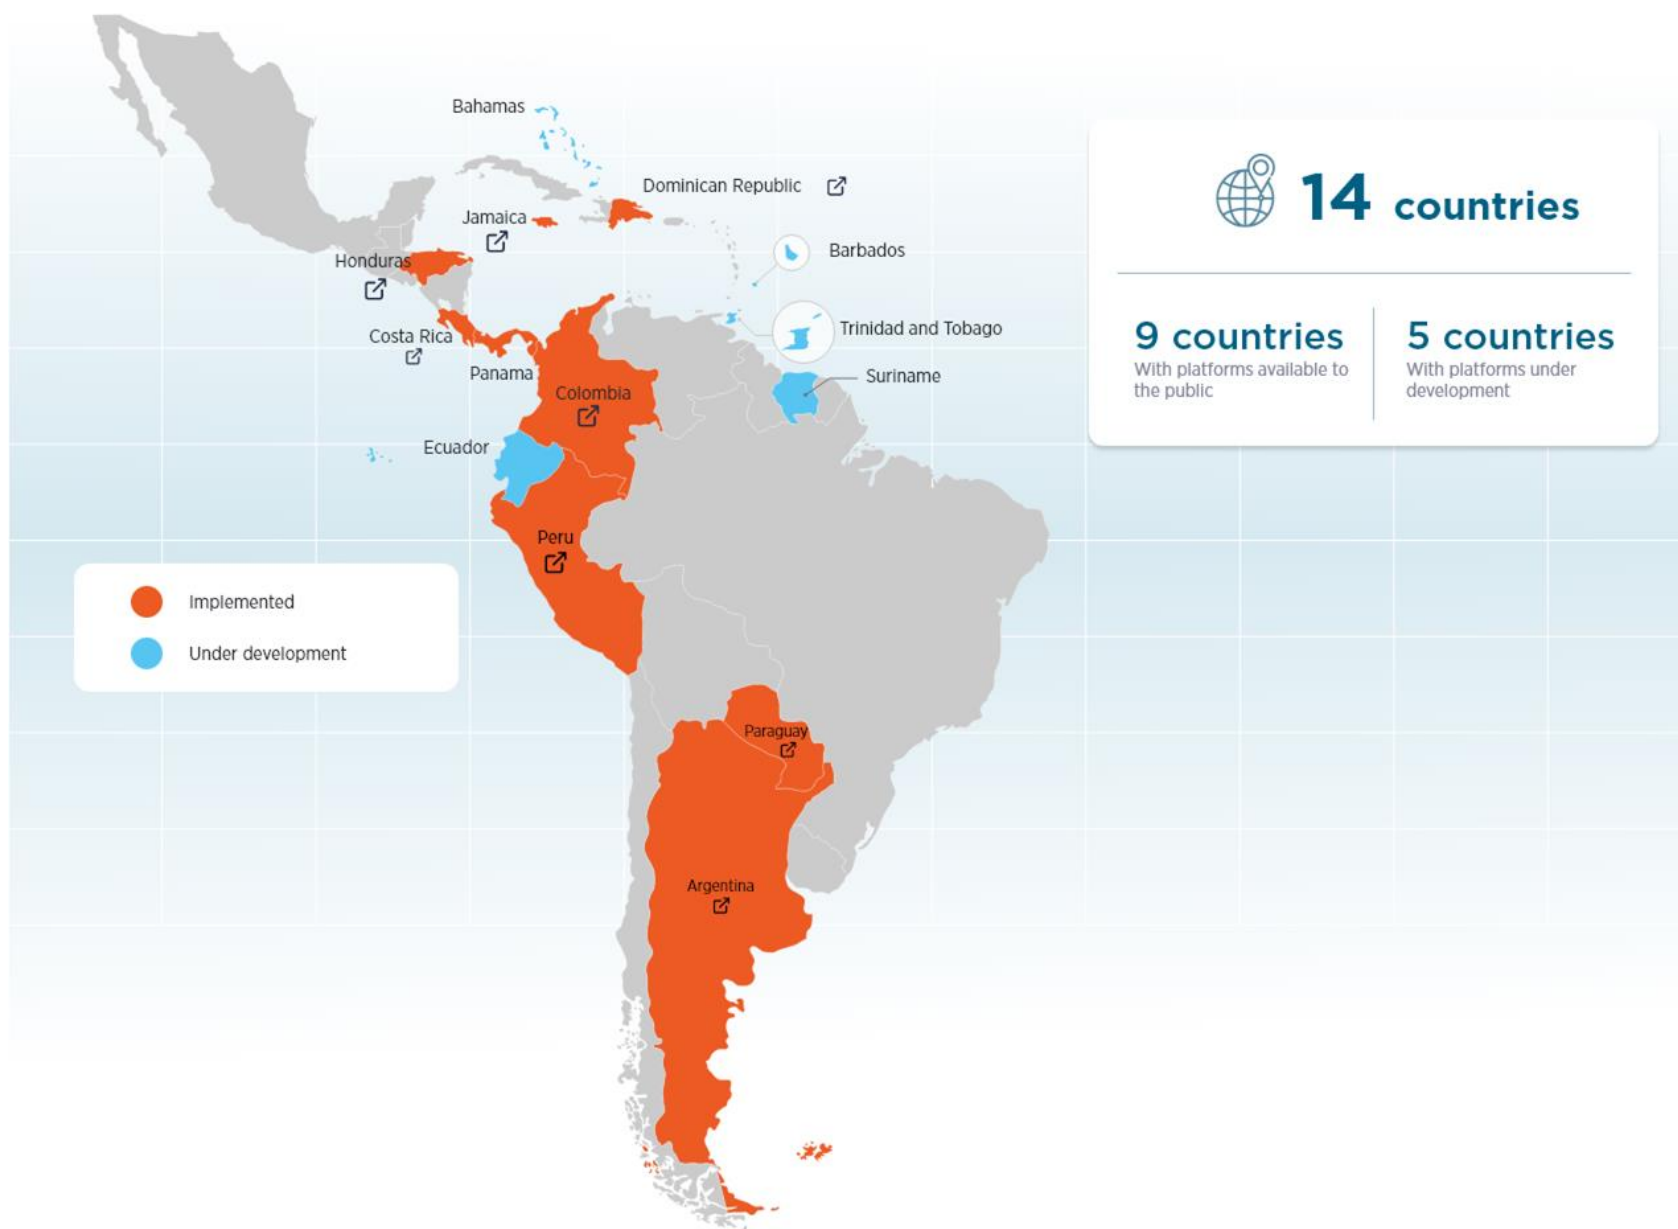 Bahamas
Dominican Republic
Jamaica
Honduras
Barbados
Costa Rica
Trinidad and Tobago
Panama
Suriname
Colombia
Ecuador
Peru
Paraguay
Argentina
14 countries
9 countries
With platforms available to
the public
5 countries
With platforms under
development
Implemented
Under development